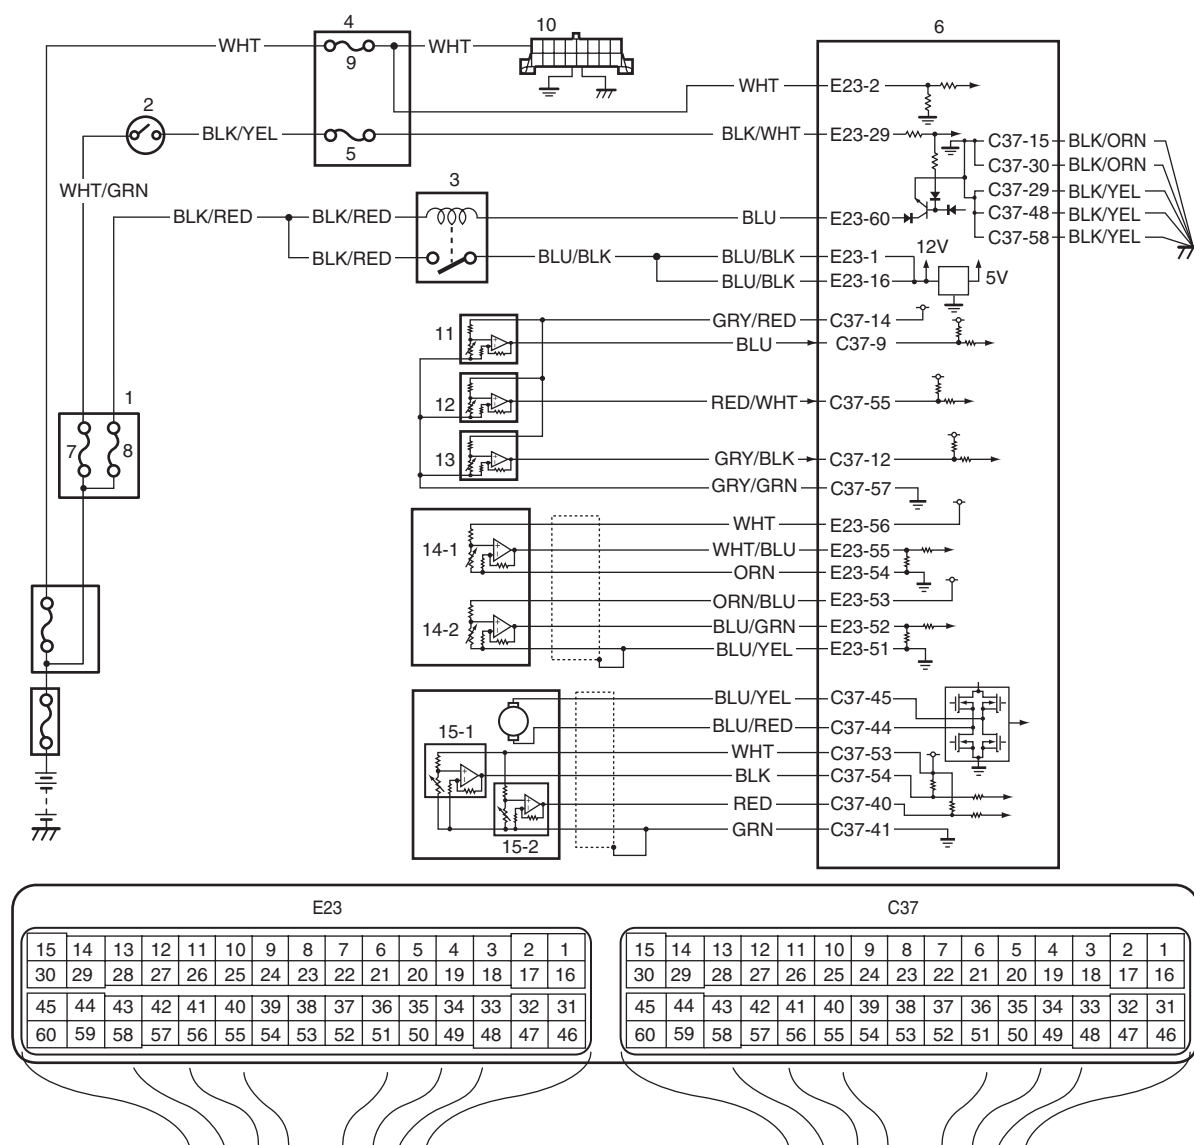 4 10 6
WHT WHT
9
WHT E23-2
2
BLK/YEL BLK/WHT E23-29
5
C37-15 BLK/ORN
C37-30 BLK/ORN
WHT/GRN
3
C37-29 BLK/YEL
BLK/RED BLK/RED BLU E23-60
C37-48 BLK/YEL
C37-58 BLK/YEL
BLK/RED BLU/BLK BLU/BLK E23-1 12V
BLU/BLK E23-16 5V
GRY/RED C37-14
11
BLU C37-9
1
12 RED/WHT C37-55
7 8
13 GRY/BLK C37-12
GRY/GRN C37-57
WHT E23-56
14-1 WHT/BLU E23-55
ORN E23-54
ORN/BLU E23-53
14-2 BLU/GRN E23-52
BLU/YEL E23-51
BLU/YEL C37-45
15-1 BLU/RED C37-44
WHT C37-53
BLK C37-54
RED C37-40
GRN C37-41
15-2
E23 C37
15 14 13 12 11 10 9 8 7 6 5 4 3 2 1 15 14 13 12 11 10 9 8 7 6 5 4 3 2 1
30 29 28 27 26 25 24 23 22 21 20 19 18 17 16 30 29 28 27 26 25 24 23 22 21 20 19 18 17 16
45 44 43 42 41 40 39 38 37 36 35 34 33 32 31 45 44 43 42 41 40 39 38 37 36 35 34 33 32 31
60 59 58 57 56 55 54 53 52 51 50 49 48 47 46 60 59 58 57 56 55 54 53 52 51 50 49 48 47 46